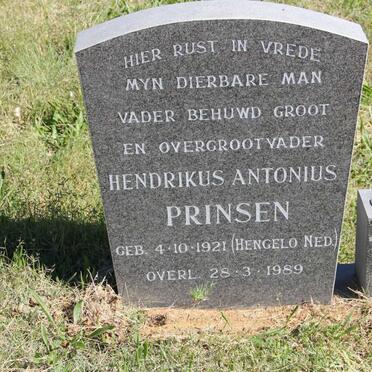 HIER RUST IN VREDE
MYN DIERBARE MAN
VADER BEHUWD GROOT
EN OVERGROOTVADER
HENDRIKUS ANTONIUS
PRINSEN
GEB. 4·10·1921 (HENGELO NED.)
OVERL. 28·3·1989